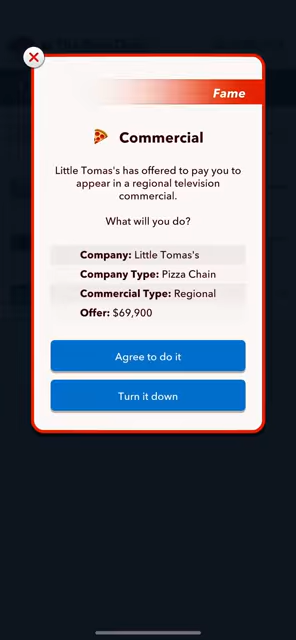 Fame
Commercial
Little Tomas's has offered to pay you to
appear in a regional television
commercial.
What will you do?
Company: Little Tomas's
Company Type: Pizza Chain
Commercial Type: Regional
Offer: $69,900
Agree to do it
Turn it down